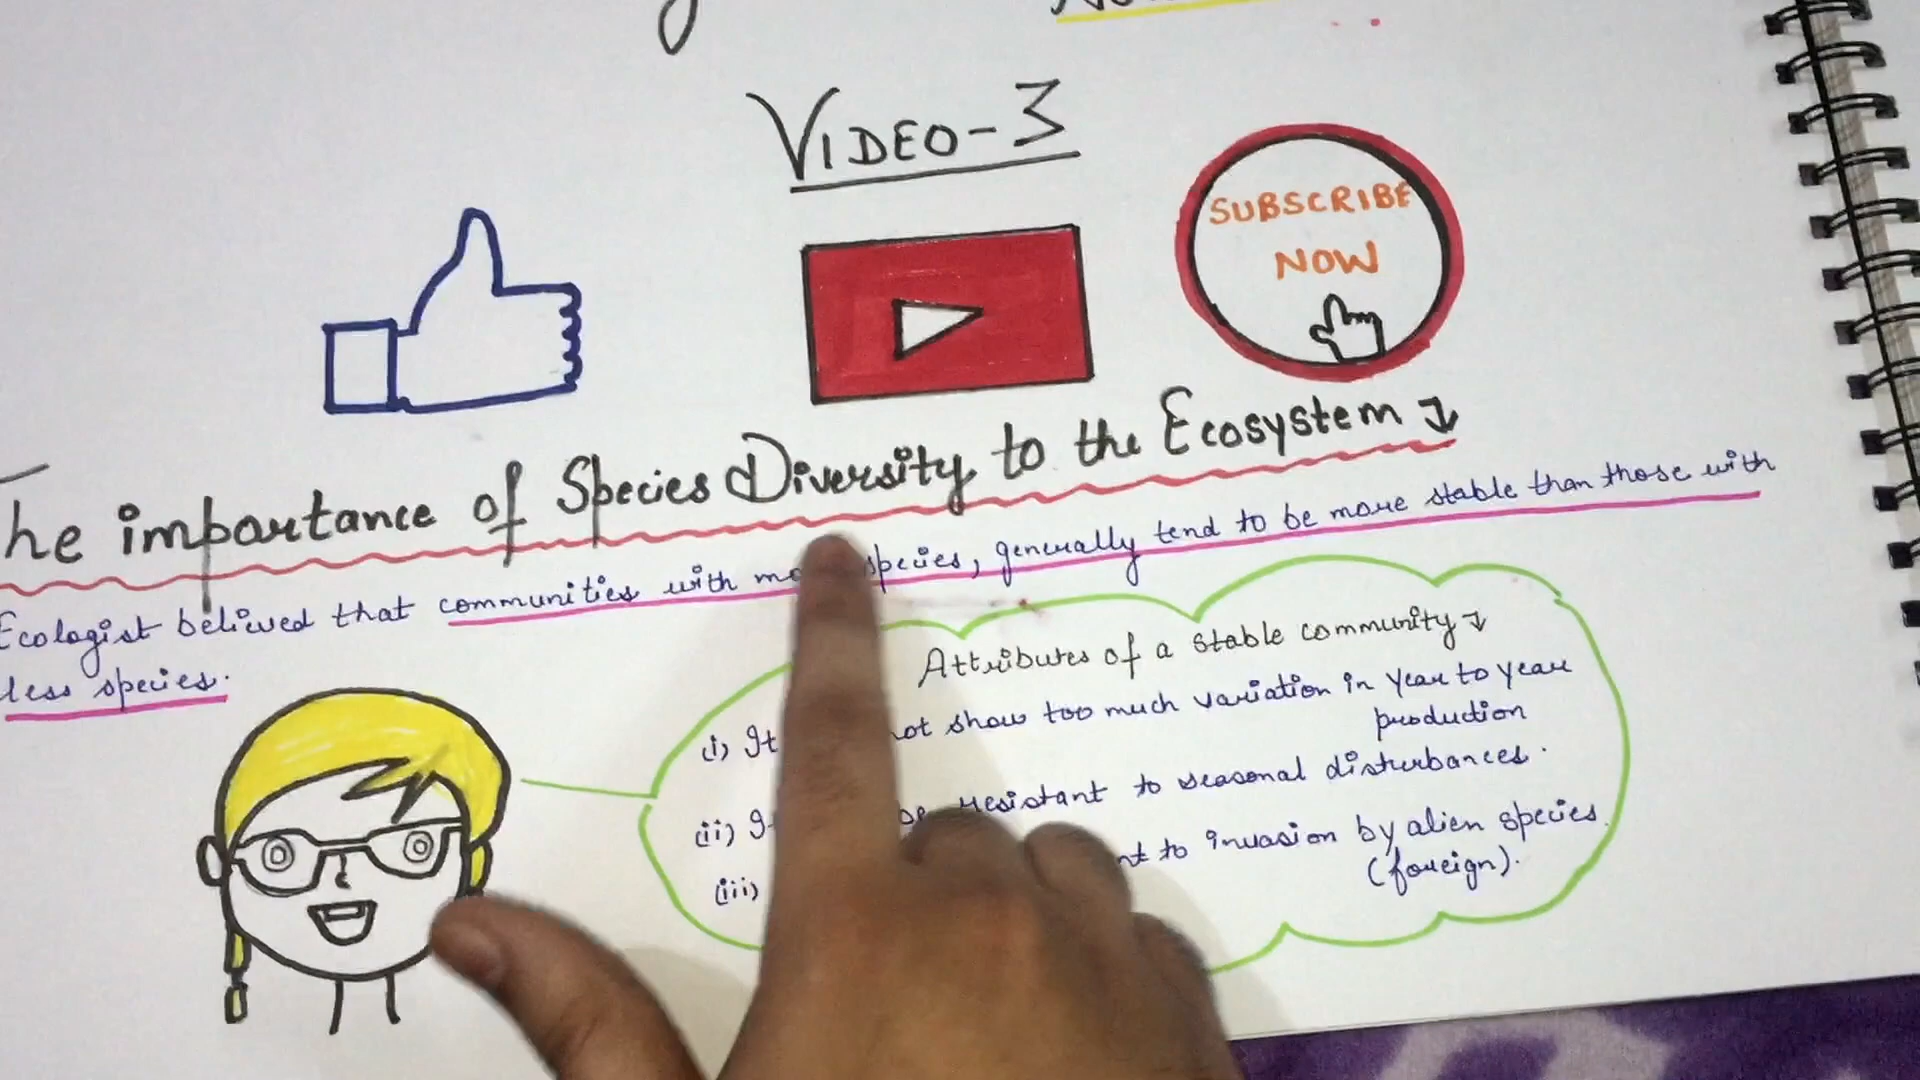 VIDEO-3
SUBSCRIBE
NOW
The importance of Species Diversity to the Ecosystem
Ecologist believed that communities with species, generally tend to be more stable than those with
less species.
Attributes of a stable community
(i) It not show too much variation in year to year
production
(ii) resistant to seasonal disturbances.
(iii) to invasion by alien species.
(foreign).